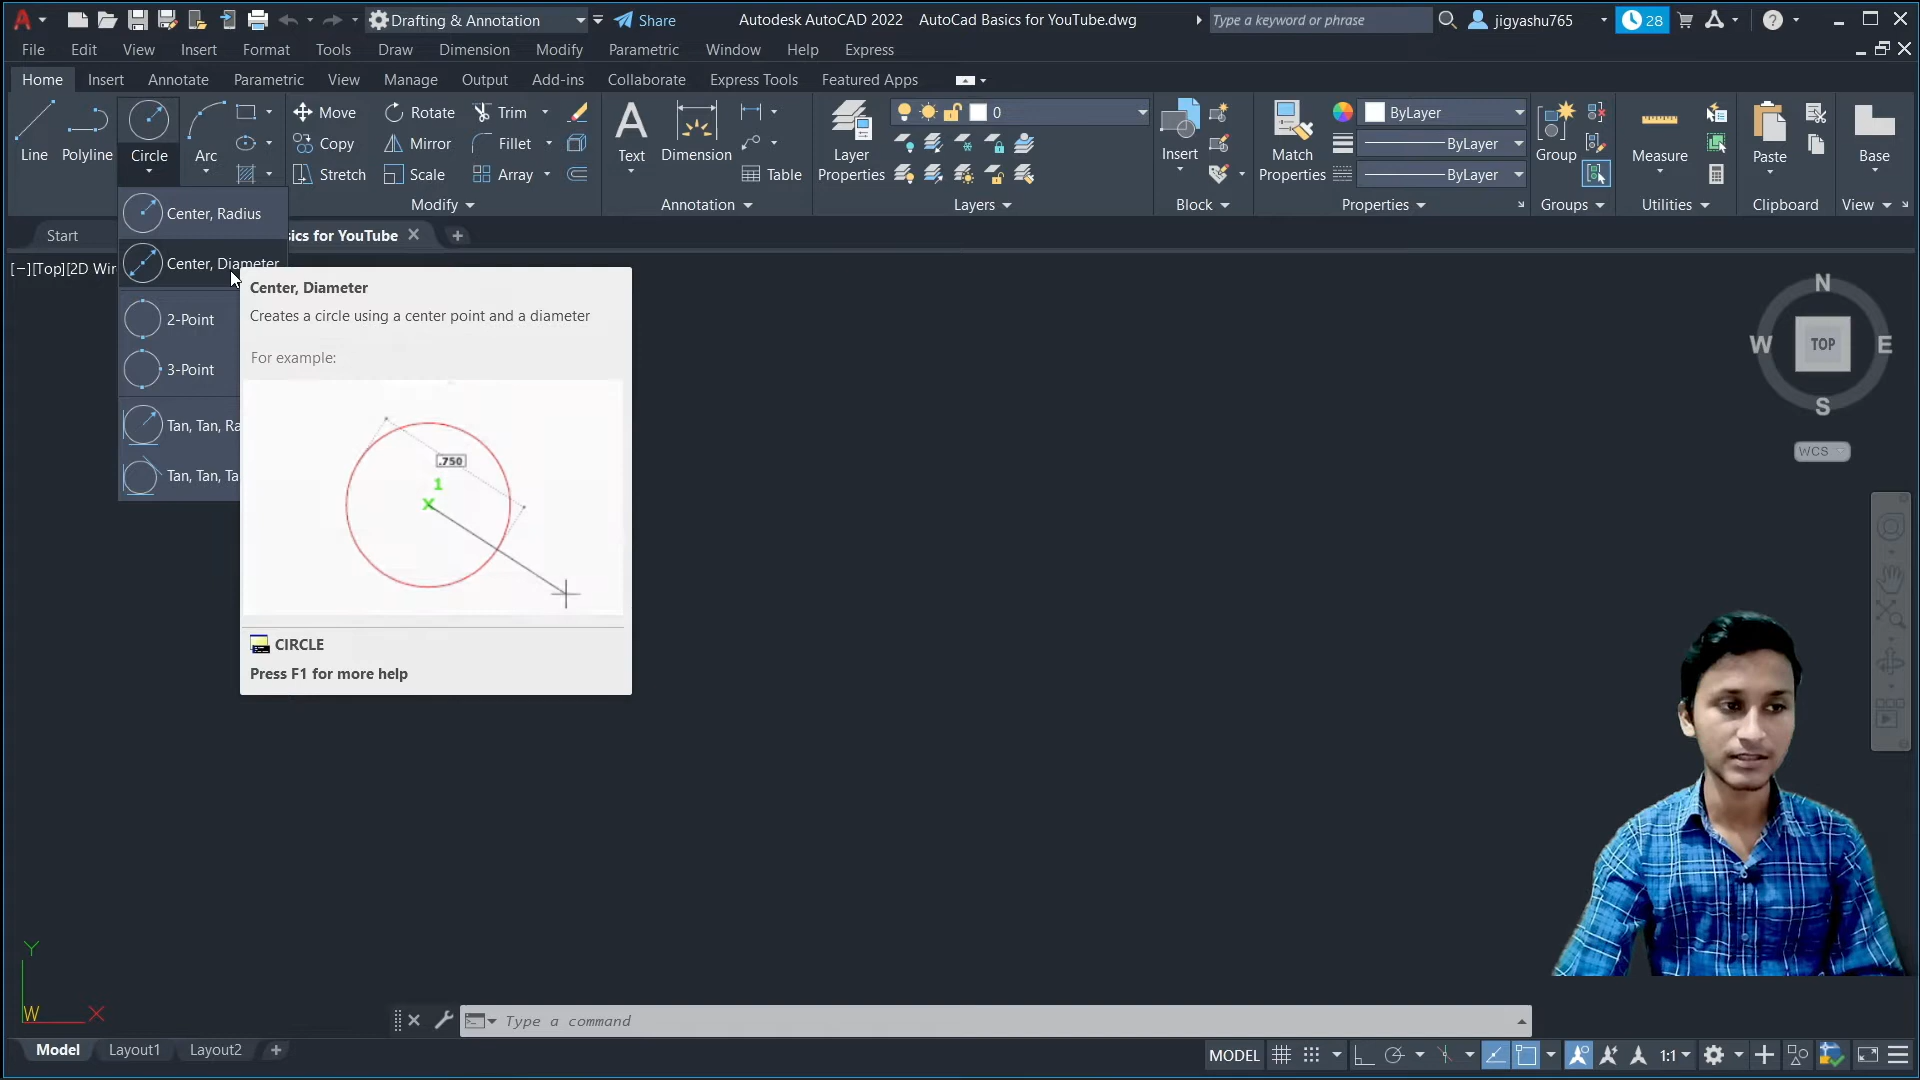 Drafting & Annotation
Share
Autodesk AutoCAD 2022 AutoCad Basics for YouTube.dwg
Type a keyword or phrase
jigyashu765
28
File Edit View Insert Format Tools Draw Dimension Modify Parametric Window Help Express
Home Insert Annotate Parametric View Manage Output Add-ins Collaborate Express Tools Featured Apps
Line Polyline Circle Arc
Move Rotate Trim
Copy Mirror Fillet
Stretch Scale Array
Modify
Text Dimension Table
Annotation
Layer Properties
0
Layers
Insert
Block
Match Properties
ByLayer
ByLayer
ByLayer
Properties
Group
Groups
Measure
Utilities
Paste
Clipboard
Base
View
Start
sics for YouTube
[−][Top][2D Wir
Center, Radius
Center, Diameter
2-Point
3-Point
Tan, Tan, Ra
Tan, Tan, Ta
Center, Diameter
Creates a circle using a center point and a diameter
For example:
.750
1
CIRCLE
Press F1 for more help
N
W TOP E
S
WCS
Y
W X
Type a command
Model Layout1 Layout2
MODEL 1:1